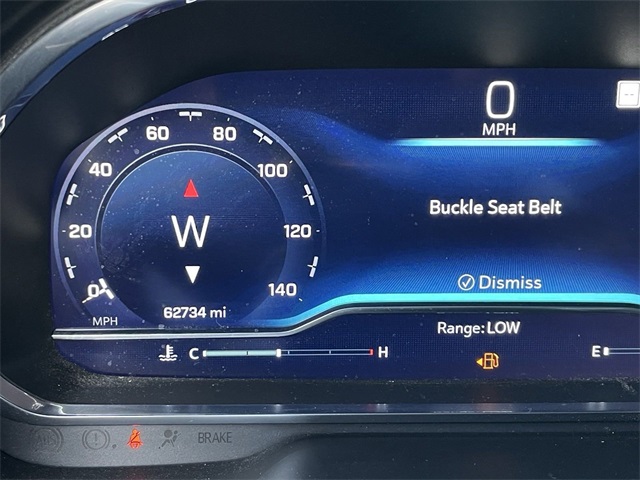 0
MPH
60 80
40 100
20 W 120
0 140
MPH 62734 mi
Buckle Seat Belt
Dismiss
Range: LOW
C H E
ABS BRAKE